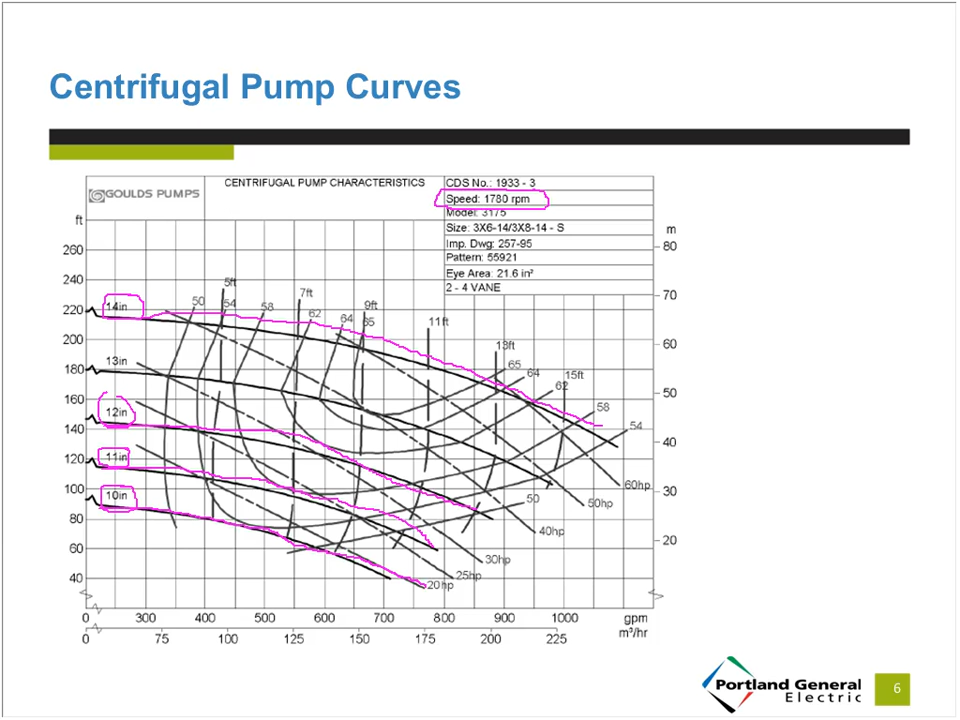 Centrifugal Pump Curves
GOULDS PUMPS
CENTRIFUGAL PUMP CHARACTERISTICS
CDS No.: 1933 - 3
Speed: 1780 rpm
Model: 3175
Size: 3X6-14/3X8-14 - S
Imp. Dwg: 257-95
Pattern: 55921
Eye Area: 21.6 in²
2 - 4 VANE
ft
m
260
80
240
5ft
7ft
70
220
14in
50
54
58
62
64
9ft
65
11ft
200
13ft
60
180
13in
65
64
15ft
62
160
50
12in
58
140
54
40
120
11in
100
10in
60hp
30
50
50hp
80
40hp
20
60
30hp
40
25hp
20hp
0 300 400 500 600 700 800 900 1000 gpm
0 75 100 125 150 175 200 225 m³/hr
Portland General
Electric
6